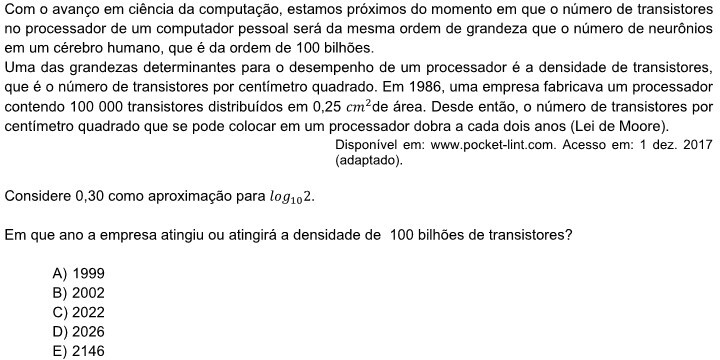 Com o avanço em ciência da computação, estamos próximos do momento em que o número de transistores
no processador de um computador pessoal será da mesma ordem de grandeza que o número de neurônios
em um cérebro humano, que é da ordem de 100 bilhões.
Uma das grandezas determinantes para o desempenho de um processador é a densidade de transistores,
que é o número de transistores por centímetro quadrado. Em 1986, uma empresa fabricava um processador
contendo 100 000 transistores distribuídos em 0,25 cm²de área. Desde então, o número de transistores por
centímetro quadrado que se pode colocar em um processador dobra a cada dois anos (Lei de Moore).
Disponível em: www.pocket-lint.com. Acesso em: 1 dez. 2017
(adaptado).
Considere 0,30 como aproximação para log₁₀2.
Em que ano a empresa atingiu ou atingirá a densidade de 100 bilhões de transistores?
A) 1999
B) 2002
C) 2022
D) 2026
E) 2146